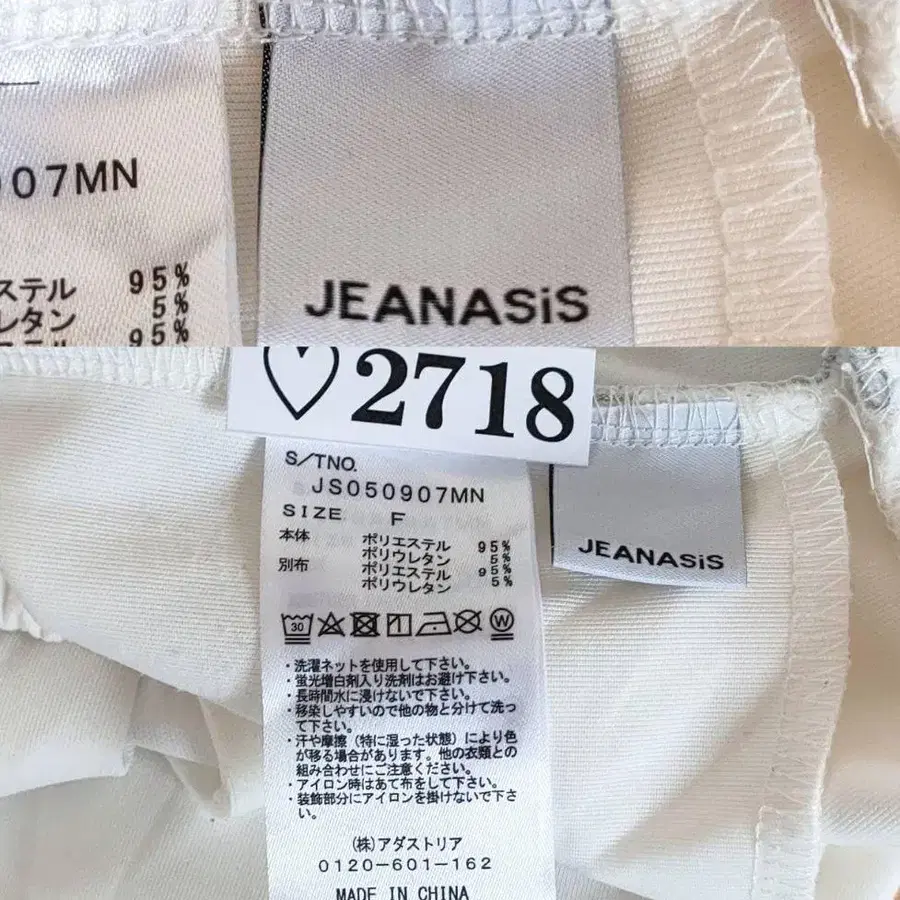 07MN
ステル 95%
レタン 5%
95%
JEANASiS
♡2718
S/TNO.
JS050907MN
SIZE F
本体 ポリエステル 95%
ポリウレタン 5%
別布 ポリエステル 95%
ポリウレタン 5%
30
W
JEANASiS
・洗濯ネットを使用して下さい。
・蛍光増白剤入り洗剤はお避け下さい。
・長時間水に浸けないで下さい。
・移染しやすいので他の物と分けて洗っ
て下さい。
・汗や摩擦（特に湿った状態）により色
が移る場合があります。他の衣類との
組み合わせにご注意ください。
・アイロン時はあて布をして下さい。
・装飾部分にアイロンを掛けないで下さ
い。
(株)アダストリア
0120-601-162
MADE IN CHINA